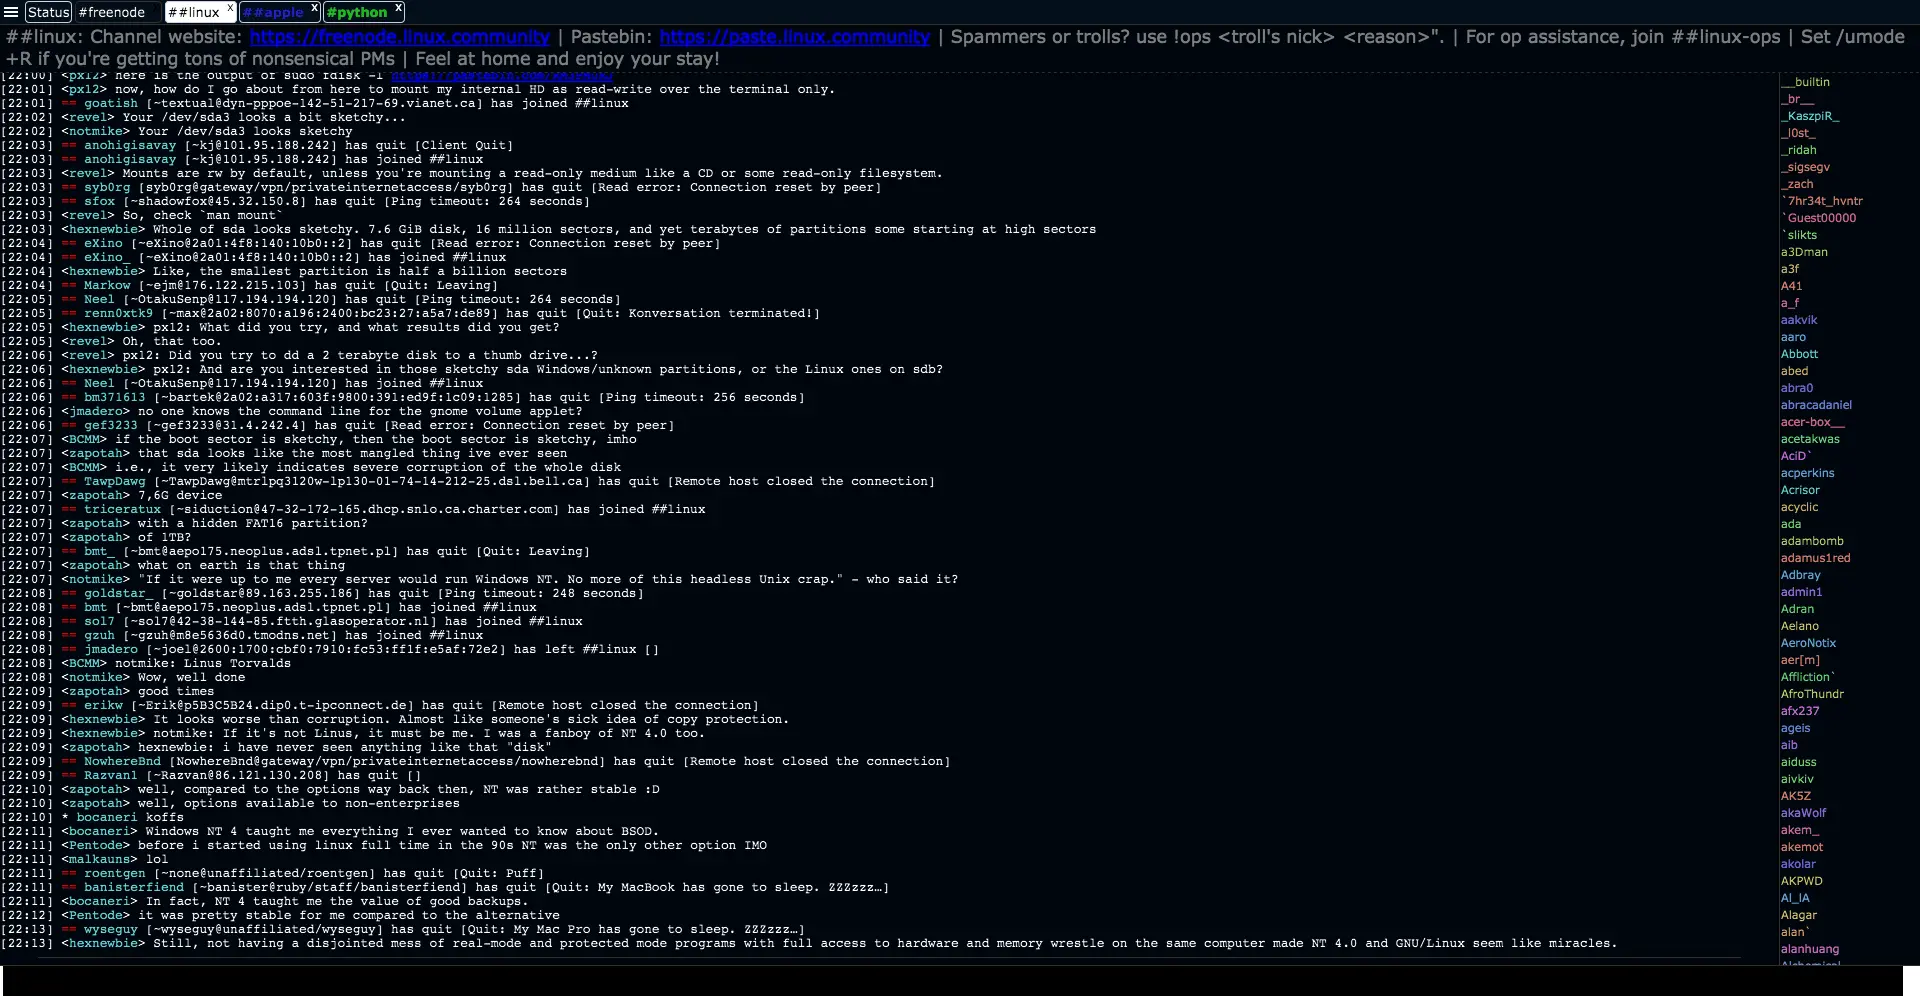 Status #freenode ##linux x ##apple x #python x
##linux: Channel website: https://freenode.linux.community | Pastebin: https://paste.linux.community | Spammers or trolls? use !ops <troll's nick> <reason>". | For op assistance, join ##linux-ops | Set /umode
+R if you're getting tons of nonsensical PMs | Feel at home and enjoy your stay!
[22:00] <px12> here is the output of sudo fdisk -l
[22:01] <px12> now, how do I go about from here to mount my internal HD as read-write over the terminal only.
[22:01] == goatish [~textual@dyn-pppoe-142-51-217-69.vianet.ca] has joined ##linux
[22:02] <revel> Your /dev/sda3 looks a bit sketchy...
[22:02] <notmike> Your /dev/sda3 looks sketchy
[22:03] == anohigisavay [~kj@101.95.188.242] has quit [Client Quit]
[22:03] == anohigisavay [~kj@101.95.188.242] has joined ##linux
[22:03] <revel> Mounts are rw by default, unless you're mounting a read-only medium like a CD or some read-only filesystem.
[22:03] == syb0rg [syb0rg@gateway/vpn/privateinternetaccess/syb0rg] has quit [Read error: Connection reset by peer]
[22:03] == sfox [~shadowfox@45.32.150.8] has quit [Ping timeout: 264 seconds]
[22:03] <revel> So, check `man mount`
[22:03] <hexnewbie> Whole of sda looks sketchy. 7.6 GiB disk, 16 million sectors, and yet terabytes of partitions some starting at high sectors
[22:04] == eXino [~eXino@2a01:4f8:140:10b0::2] has quit [Read error: Connection reset by peer]
[22:04] == eXino_ [~eXino@2a01:4f8:140:10b0::2] has joined ##linux
[22:04] <hexnewbie> Like, the smallest partition is half a billion sectors
[22:04] == Markow [~ejm@176.122.215.103] has quit [Quit: Leaving]
[22:05] == Neel [~OtakuSenp@117.194.194.120] has quit [Ping timeout: 264 seconds]
[22:05] == renn0xtk9 [~max@2a02:8070:a196:2400:bc23:27:a5a7:de89] has quit [Quit: Konversation terminated!]
[22:05] <hexnewbie> px12: What did you try, and what results did you get?
[22:05] <revel> Oh, that too.
[22:06] <revel> px12: Did you try to dd a 2 terabyte disk to a thumb drive...?
[22:06] <hexnewbie> px12: And are you interested in those sketchy sda Windows/unknown partitions, or the Linux ones on sdb?
[22:06] == Neel [~OtakuSenp@117.194.194.120] has joined ##linux
[22:06] == bm371613 [~bartek@2a02:a317:603f:9800:391:ed9f:1c09:1285] has quit [Ping timeout: 256 seconds]
[22:06] <jmadero> no one knows the command line for the gnome volume applet?
[22:06] == gef3233 [~gef3233@31.4.242.4] has quit [Read error: Connection reset by peer]
[22:07] <BCMM> if the boot sector is sketchy, then the boot sector is sketchy, imho
[22:07] <zapotah> that sda looks like the most mangled thing ive ever seen
[22:07] <BCMM> i.e., it very likely indicates severe corruption of the whole disk
[22:07] == TawpDawg [~TawpDawg@mtrlpq3120w-lp130-01-74-14-212-25.dsl.bell.ca] has quit [Remote host closed the connection]
[22:07] <zapotah> 7,6G device
[22:07] == triceratux [~siduction@47-32-172-165.dhcp.snlo.ca.charter.com] has joined ##linux
[22:07] <zapotah> with a hidden FAT16 partition?
[22:07] <zapotah> of 1TB?
[22:07] == bmt_ [~bmt@aepo175.neoplus.adsl.tpnet.pl] has quit [Quit: Leaving]
[22:07] <zapotah> what on earth is that thing
[22:07] <notmike> "If it were up to me every server would run Windows NT. No more of this headless Unix crap." - who said it?
[22:08] == goldstar_ [~goldstar@89.163.255.186] has quit [Ping timeout: 248 seconds]
[22:08] == bmt [~bmt@aepo175.neoplus.adsl.tpnet.pl] has joined ##linux
[22:08] == sol7 [~sol7@42-38-144-85.ftth.glasoperator.nl] has joined ##linux
[22:08] == gzuh [~gzuh@m8e5636d0.tmodns.net] has joined ##linux
[22:08] == jmadero [~joel@2600:1700:cbf0:7910:fc53:ff1f:e5af:72e2] has left ##linux []
[22:08] <BCMM> notmike: Linus Torvalds
[22:08] <notmike> Wow, well done
[22:09] <zapotah> good times
[22:09] == erikw [~Erik@p5B3C5B24.dip0.t-ipconnect.de] has quit [Remote host closed the connection]
[22:09] <hexnewbie> It looks worse than corruption. Almost like someone's sick idea of copy protection.
[22:09] <hexnewbie> notmike: If it's not Linus, it must be me. I was a fanboy of NT 4.0 too.
[22:09] <zapotah> hexnewbie: i have never seen anything like that "disk"
[22:09] == NowhereBnd [NowhereBnd@gateway/vpn/privateinternetaccess/nowherebnd] has quit [Remote host closed the connection]
[22:09] == Razvan1 [~Razvan@86.121.130.208] has quit []
[22:10] <zapotah> well, compared to the options way back then, NT was rather stable :D
[22:10] <zapotah> well, options available to non-enterprises
[22:10] * bocaneri koffs
[22:11] <bocaneri> Windows NT 4 taught me everything I ever wanted to know about BSOD.
[22:11] <Pentode> before i started using linux full time in the 90s NT was the only other option IMO
[22:11] <malkauns> lol
[22:11] == roentgen [~none@unaffiliated/roentgen] has quit [Quit: Puff]
[22:11] == banisterfiend [~banister@ruby/staff/banisterfiend] has quit [Quit: My MacBook has gone to sleep. ZZZzzz…]
[22:11] <bocaneri> In fact, NT 4 taught me the value of good backups.
[22:12] <Pentode> it was pretty stable for me compared to the alternative
[22:13] == wyseguy [~wyseguy@unaffiliated/wyseguy] has quit [Quit: My Mac Pro has gone to sleep. ZZZzzz…]
[22:13] <hexnewbie> Still, not having a disjointed mess of real-mode and protected mode programs with full access to hardware and memory wrestle on the same computer made NT 4.0 and GNU/Linux seem like miracles.
__builtin
_br__
_KaszpiR_
_l0st_
_ridah
_sigsegv
_zach
`7hr34t_hvntr
`Guest00000
`slikts
a3Dman
a3f
A41
a_f
aakvik
aaro
Abbott
abed
abra0
abracadaniel
acer-box__
acetakwas
AciD`
acperkins
Acrisor
acyclic
ada
adambomb
adamus1red
Adbray
admin1
Adran
Aelano
AeroNotix
aer[m]
Affliction`
AfroThundr
afx237
ageis
aib
aiduss
aivkiv
AK5Z
akaWolf
akem_
akemot
akolar
AKPWD
Al_IA
Alagar
alan`
alanhuang
Alchemical